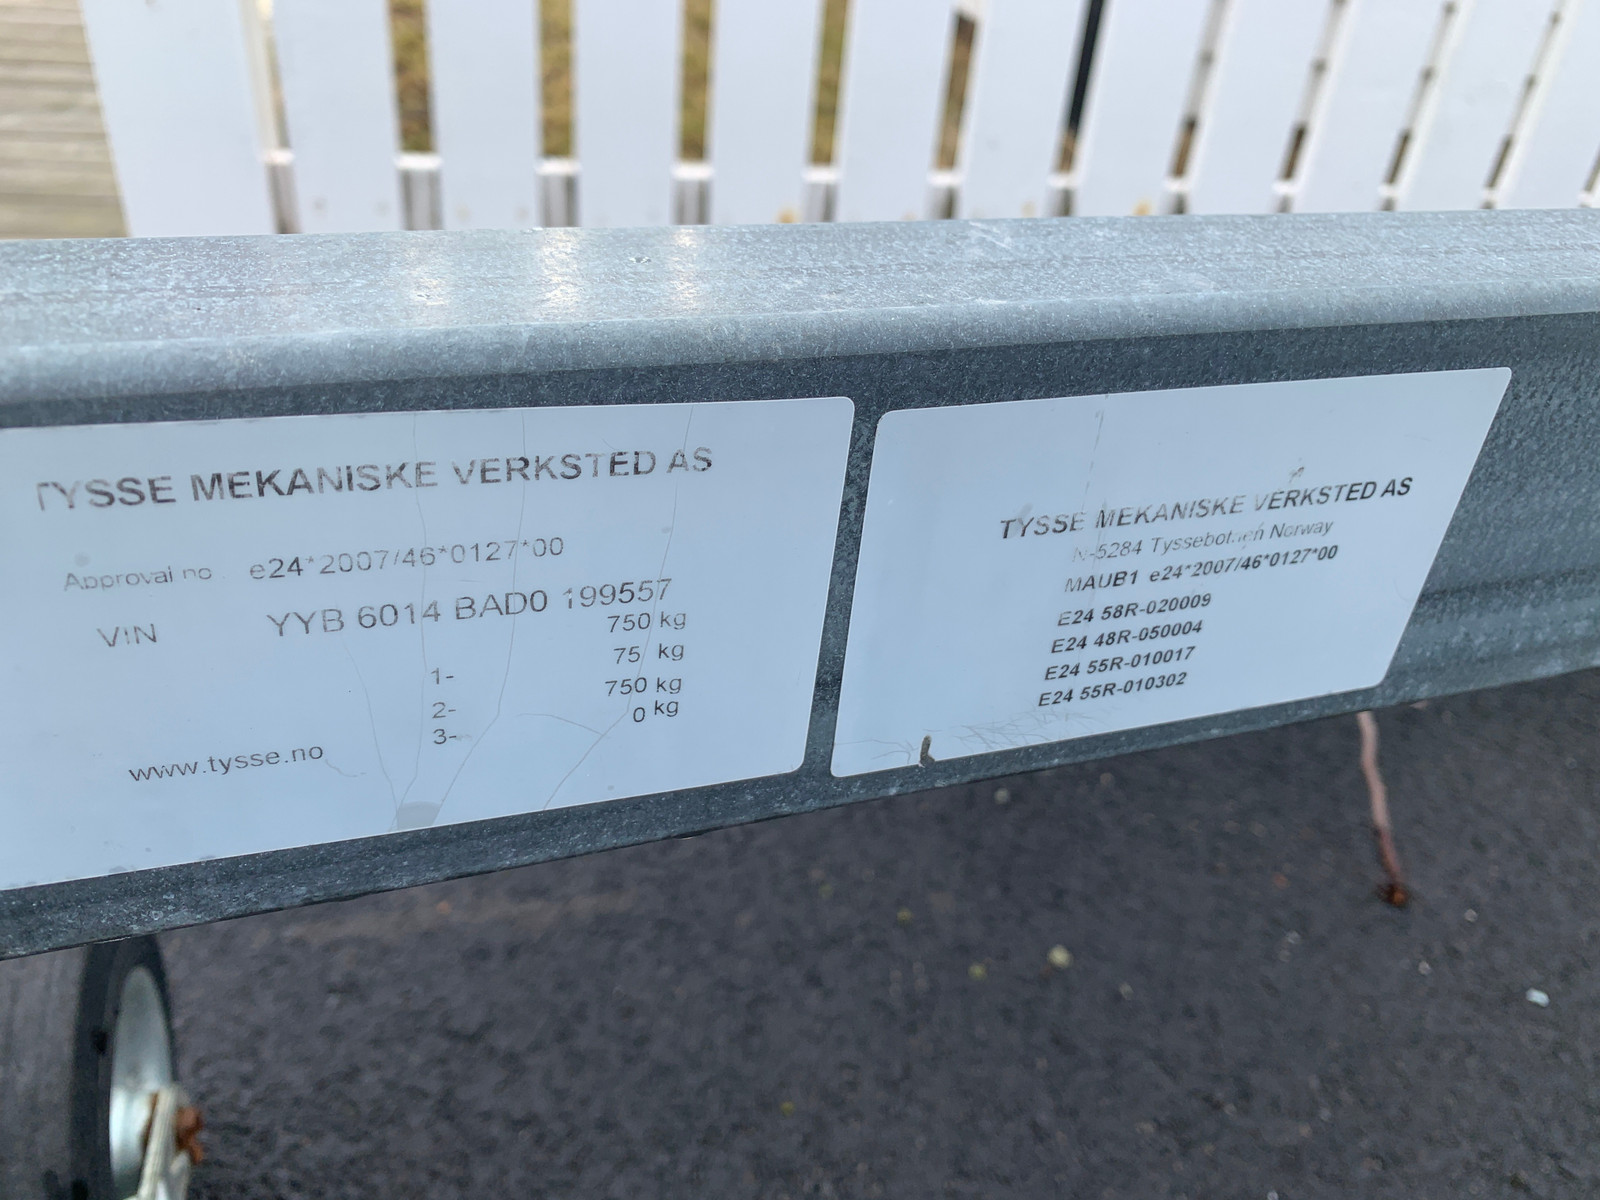 TYSSE MEKANISKE VERKSTED AS
Approval no e24*2007/46*0127*00
VIN YYB 6014 BAD0 199557
750 kg
1- 75 kg
2- 750 kg
3- 0 kg
www.tysse.no
TYSSE MEKANISKE VERKSTED AS
N-5284 Norway
MAUB1 e24*2007/46*0127*00
E24 58R-020009
E24 48R-050004
E24 55R-010017
E24 55R-010302